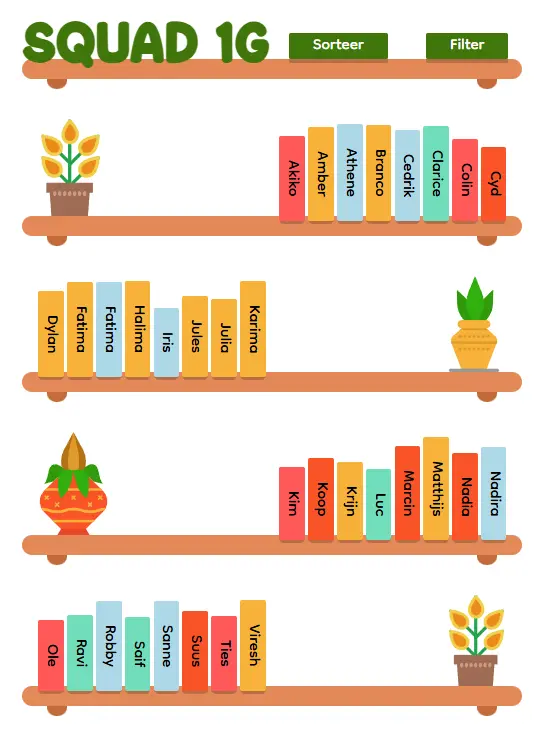 SQUAD 1G
Sorteer
Filter
Akiko
Amber
Athene
Branco
Cedrik
Clarice
Colin
Cyd
Dylan
Fatima
Fatima
Halima
Iris
Jules
Julia
Karima
Kim
Koop
Krijn
Luc
Marcin
Matthijs
Nadia
Nadira
Ole
Ravi
Robby
Saif
Sanne
Suus
Ties
Viresh